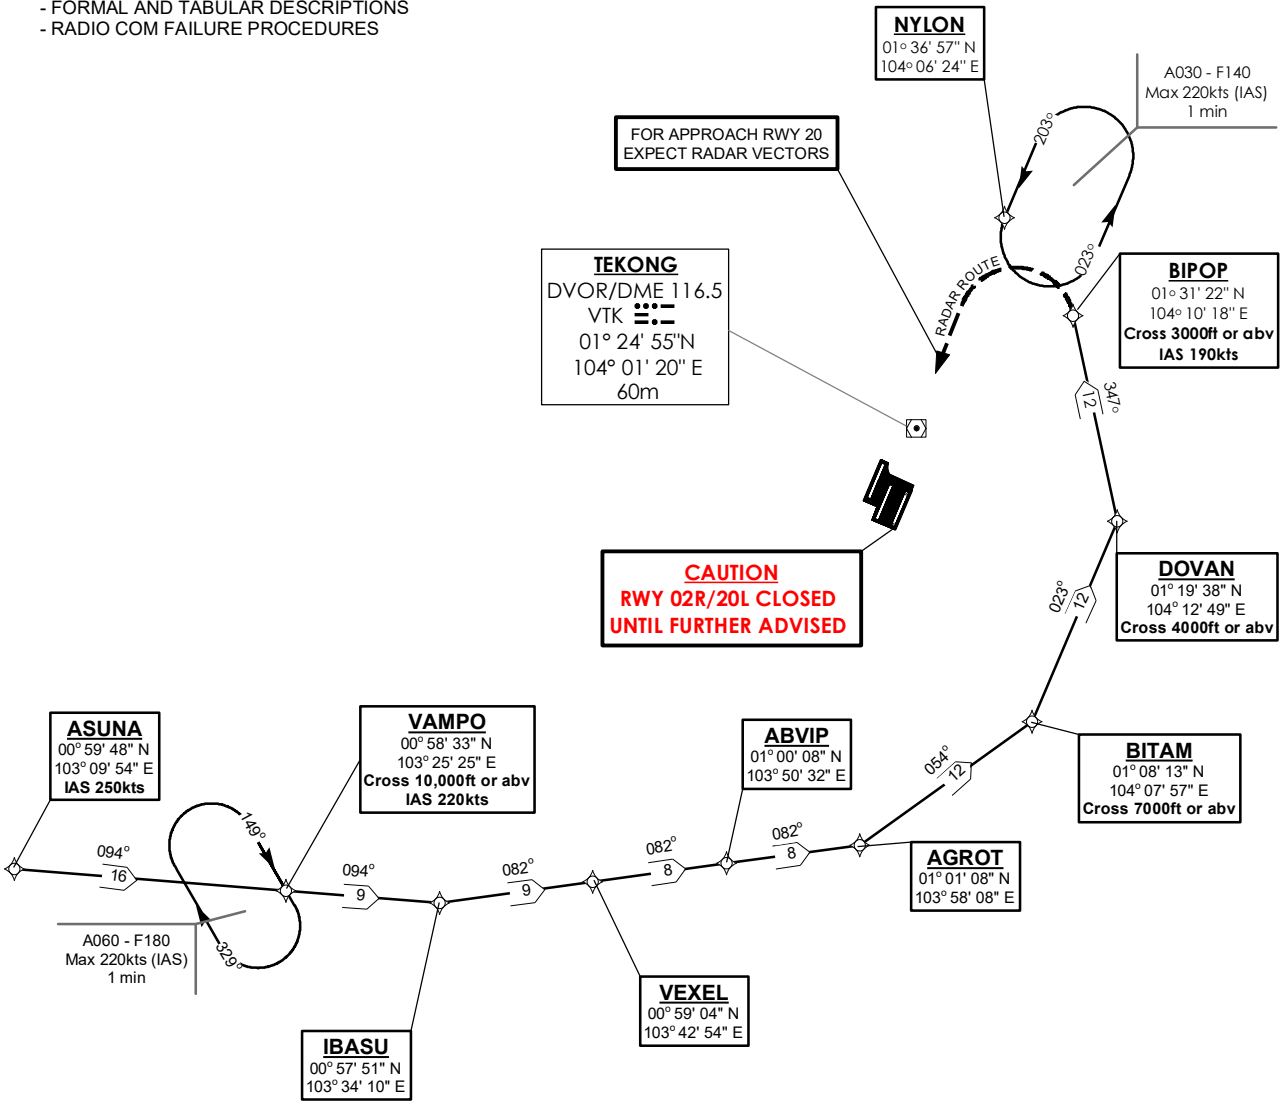 - FORMAL AND TABULAR DESCRIPTIONS
- RADIO COM FAILURE PROCEDURES
NYLON
01° 36' 57" N
104° 06' 24" E
A030 - F140
Max 220kts (IAS)
1 min
203°
023°
FOR APPROACH RWY 20
EXPECT RADAR VECTORS
RADAR ROUTE
TEKONG
DVOR/DME 116.5
VTK
01° 24' 55"N
104° 01' 20" E
60m
BIPOP
01° 31' 22" N
104° 10' 18" E
Cross 3000ft or abv
IAS 190kts
347°
12
CAUTION
RWY 02R/20L CLOSED
UNTIL FURTHER ADVISED
DOVAN
01° 19' 38" N
104° 12' 49" E
Cross 4000ft or abv
023°
12
ASUNA
00° 59' 48" N
103° 09' 54" E
IAS 250kts
VAMPO
00° 58' 33" N
103° 25' 25" E
Cross 10,000ft or abv
IAS 220kts
ABVIP
01° 00' 08" N
103° 50' 32" E
BITAM
01° 08' 13" N
104° 07' 57" E
Cross 7000ft or abv
054°
12
149°
329°
094°
16
094°
9
082°
9
082°
8
082°
8
AGROT
01° 01' 08" N
103° 58' 08" E
A060 - F180
Max 220kts (IAS)
1 min
VEXEL
00° 59' 04" N
103° 42' 54" E
IBASU
00° 57' 51" N
103° 34' 10" E